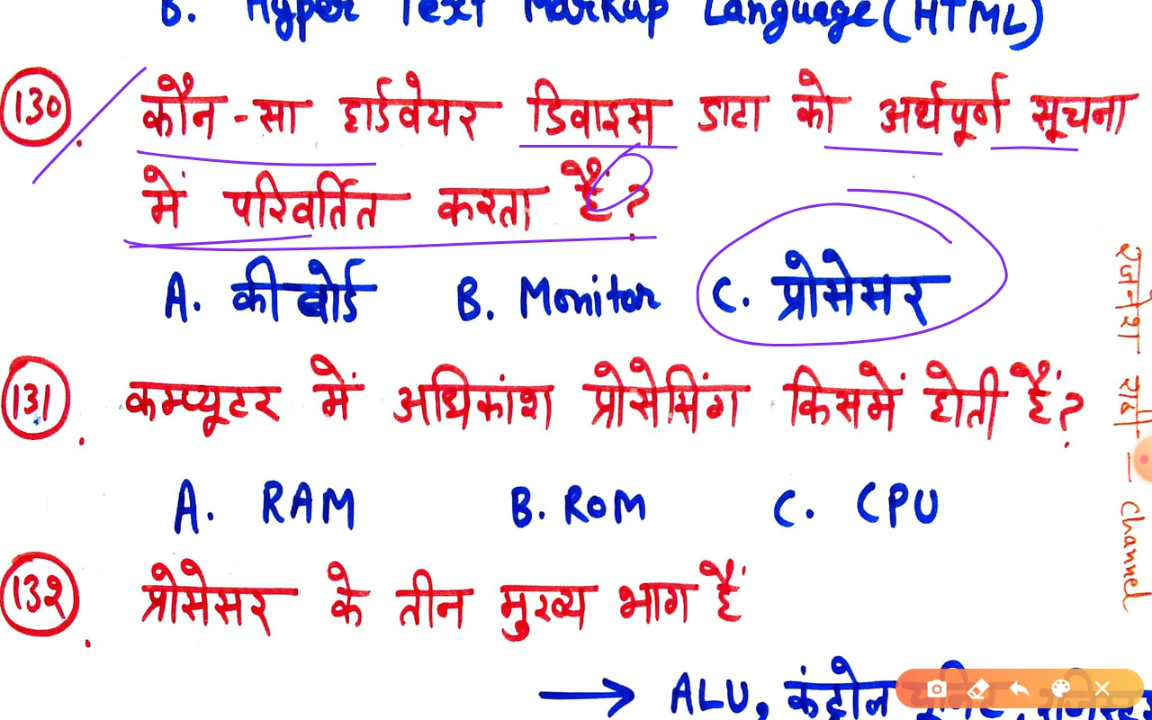 B. Hyper Text Markup Language (HTML)
130. कौन-सा हार्डवेयर डिवाइस डाटा को अर्थपूर्ण सूचना
में परिवर्तित करता हैं?
A. की बोर्ड B. Monitor C. प्रोसेसर
131. कम्प्यूटर में अधिकांश प्रोसेसिंग किसमें होती हैं?
A. RAM B. ROM C. CPU
132. प्रोसेसर के तीन मुख्य भाग हैं
→ ALU, कंट्रोल
Channel